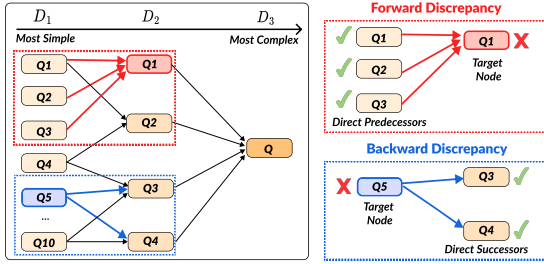 D1 D2 D3
Most Simple
Most Complex
Q1
Q2
Q3
Q4
Q5
...
Q10
Q1
Q2
Q3
Q4
Q
Forward Discrepancy
✓ Q1
✓ Q2
✓ Q3
Direct Predecessors
Q1 X
Target
Node
Backward Discrepancy
X Q5
Target
Node
Q3 ✓
Q4 ✓
Direct Successors